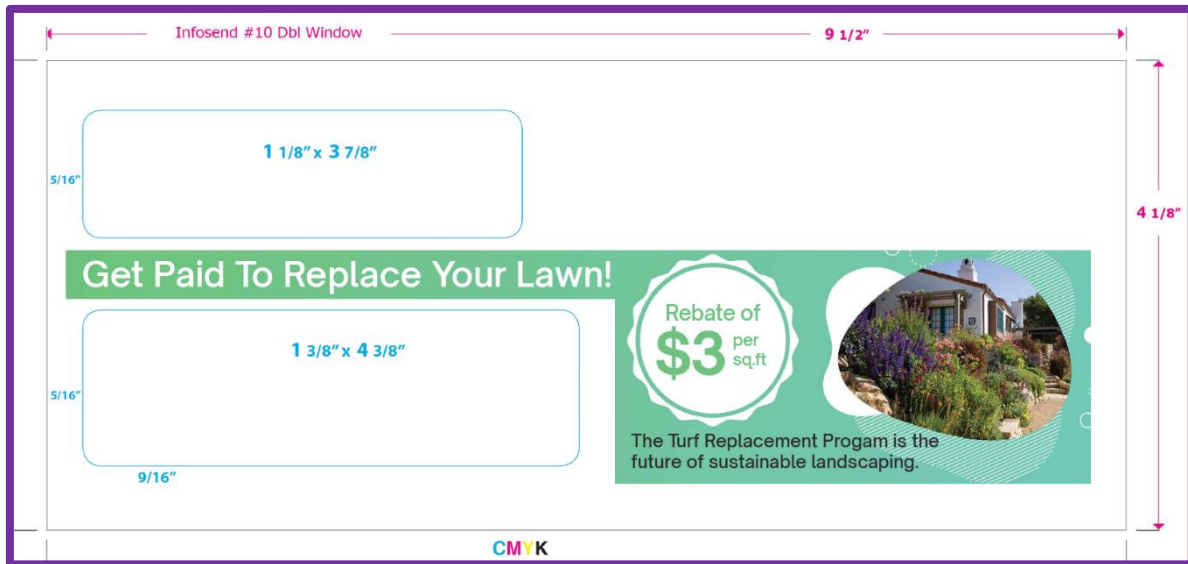 Infosend #10 Dbl Window
9 1/2"
1 1/8" x 3 7/8"
5/16"
4 1/8"
Get Paid To Replace Your Lawn!
Rebate of
$3 per
sq.ft
1 3/8" x 4 3/8"
5/16"
The Turf Replacement Progam is the
future of sustainable landscaping.
9/16"
CMYK